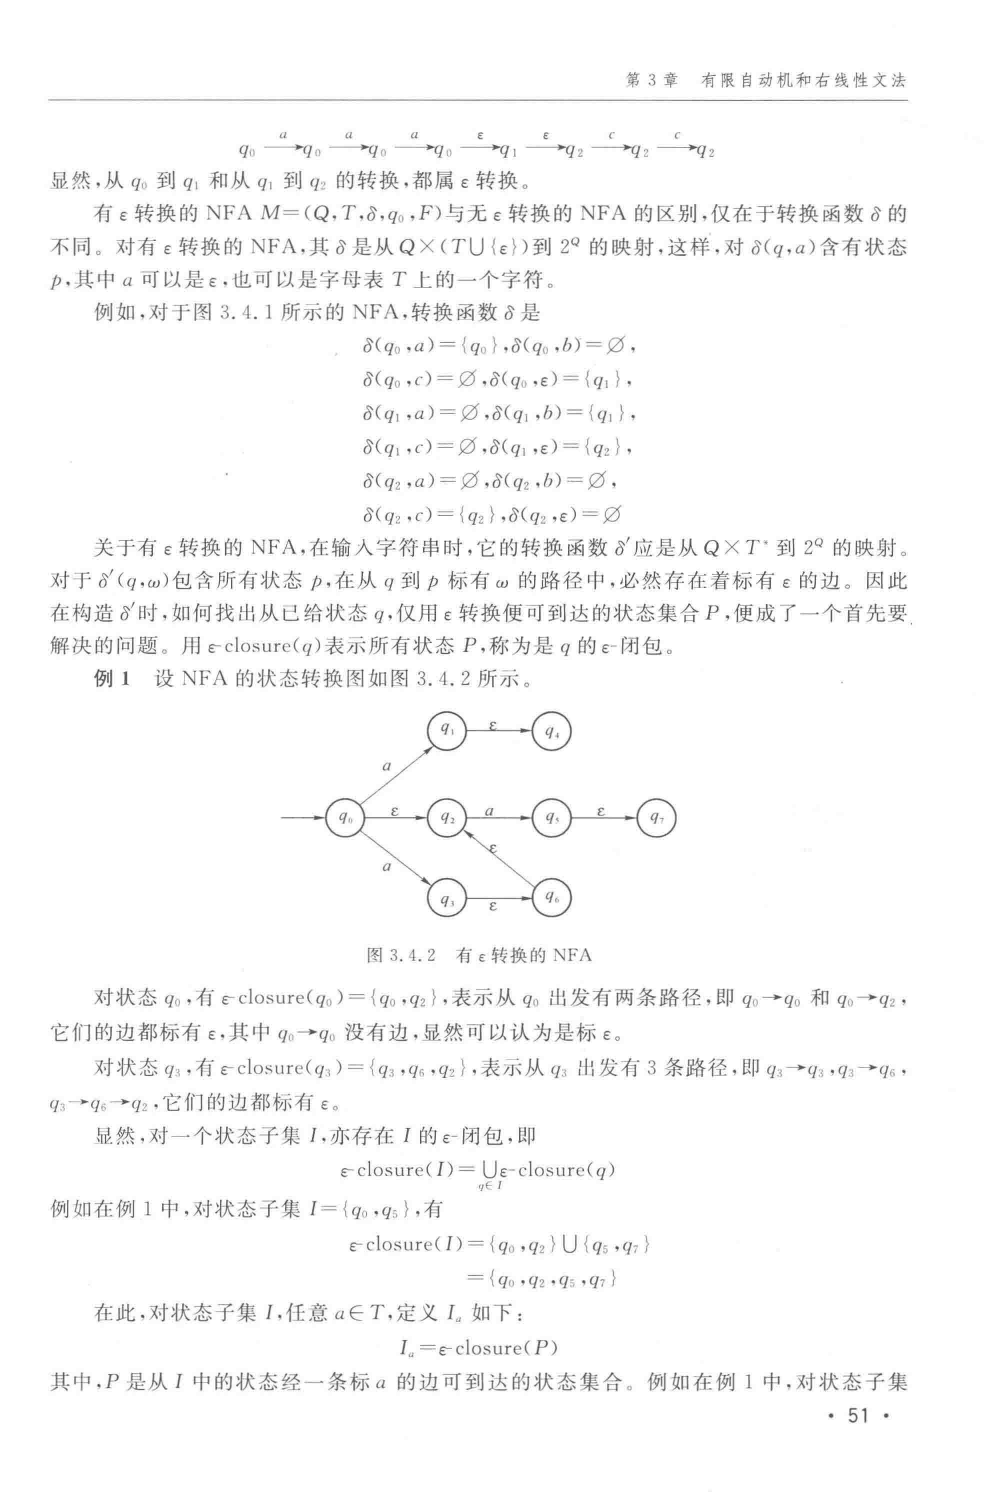 第 3 章 有限自动机和右线性文法
a a a ε ε c c
q₀→q₀→q₀→q₀→q₁→q₂→q₂→q₂
显然,从 q₀ 到 q₁ 和从 q₁ 到 q₂ 的转换,都属 ε 转换。
有 ε 转换的 NFA M=(Q,T,δ,q₀,F)与无 ε 转换的 NFA 的区别,仅在于转换函数 δ 的
不同。对有 ε 转换的 NFA,其 δ 是从 Q×(T∪{ε})到 2^Q 的映射,这样,对 δ(q,a)含有状态
p,其中 a 可以是 ε,也可以是字母表 T 上的一个字符。
例如,对于图 3.4.1 所示的 NFA,转换函数 δ 是
δ(q₀,a)={q₀},δ(q₀,b)=∅,
δ(q₀,c)=∅,δ(q₀,ε)={q₁},
δ(q₁,a)=∅,δ(q₁,b)={q₁},
δ(q₁,c)=∅,δ(q₁,ε)={q₂},
δ(q₂,a)=∅,δ(q₂,b)=∅,
δ(q₂,c)={q₂},δ(q₂,ε)=∅
关于有 ε 转换的 NFA,在输入字符串时,它的转换函数 δ′应是从 Q×T* 到 2^Q 的映射。
对于 δ′(q,ω)包含所有状态 p,在从 q 到 p 标有 ω 的路径中,必然存在着标有 ε 的边。因此
在构造 δ′时,如何找出从已给状态 q,仅用 ε 转换便可到达的状态集合 P,便成了一个首先要
解决的问题。用 ε-closure(q)表示所有状态 P,称为是 q 的 ε-闭包。
例 1 设 NFA 的状态转换图如图 3.4.2 所示。
q₁ ε q₄
a
q₀ ε q₂ a q₅ ε q₇
ε
a
q₃ ε q₆
图 3.4.2 有 ε 转换的 NFA
对状态 q₀,有 ε-closure(q₀)={q₀,q₂},表示从 q₀ 出发有两条路径,即 q₀→q₀ 和 q₀→q₂,
它们的边都标有 ε,其中 q₀→q₀ 没有边,显然可以认为是标 ε。
对状态 q₃,有 ε-closure(q₃)={q₃,q₆,q₂},表示从 q₃ 出发有 3 条路径,即 q₃→q₃,q₃→q₆,
q₃→q₆→q₂,它们的边都标有 ε。
显然,对一个状态子集 I,亦存在 I 的 ε-闭包,即
ε-closure(I)=∪ε-closure(q)
q∈I
例如在例 1 中,对状态子集 I={q₀,q₅},有
ε-closure(I)={q₀,q₂}∪{q₅,q₇}
={q₀,q₂,q₅,q₇}
在此,对状态子集 I,任意 a∈T,定义 Iₐ 如下:
Iₐ=ε-closure(P)
其中,P 是从 I 中的状态经一条标 a 的边可到达的状态集合。例如在例 1 中,对状态子集
· 51 ·